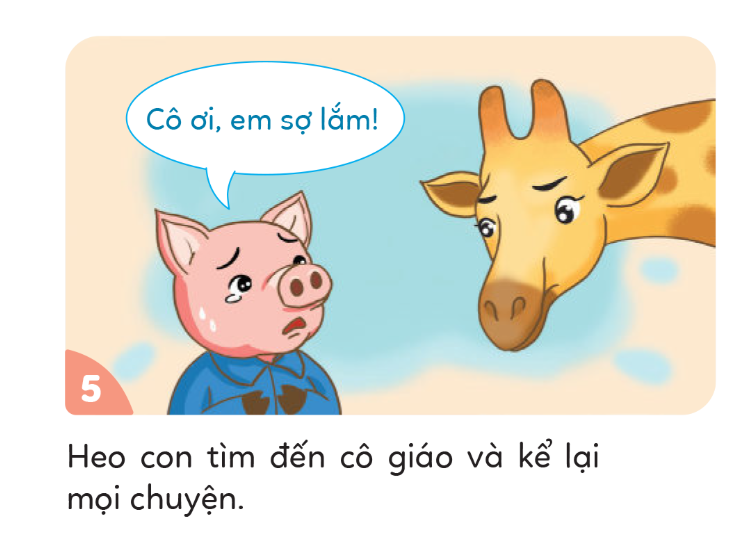 Cô ơi, em sợ lắm!
5
Heo con tìm đến cô giáo và kể lại
mọi chuyện.